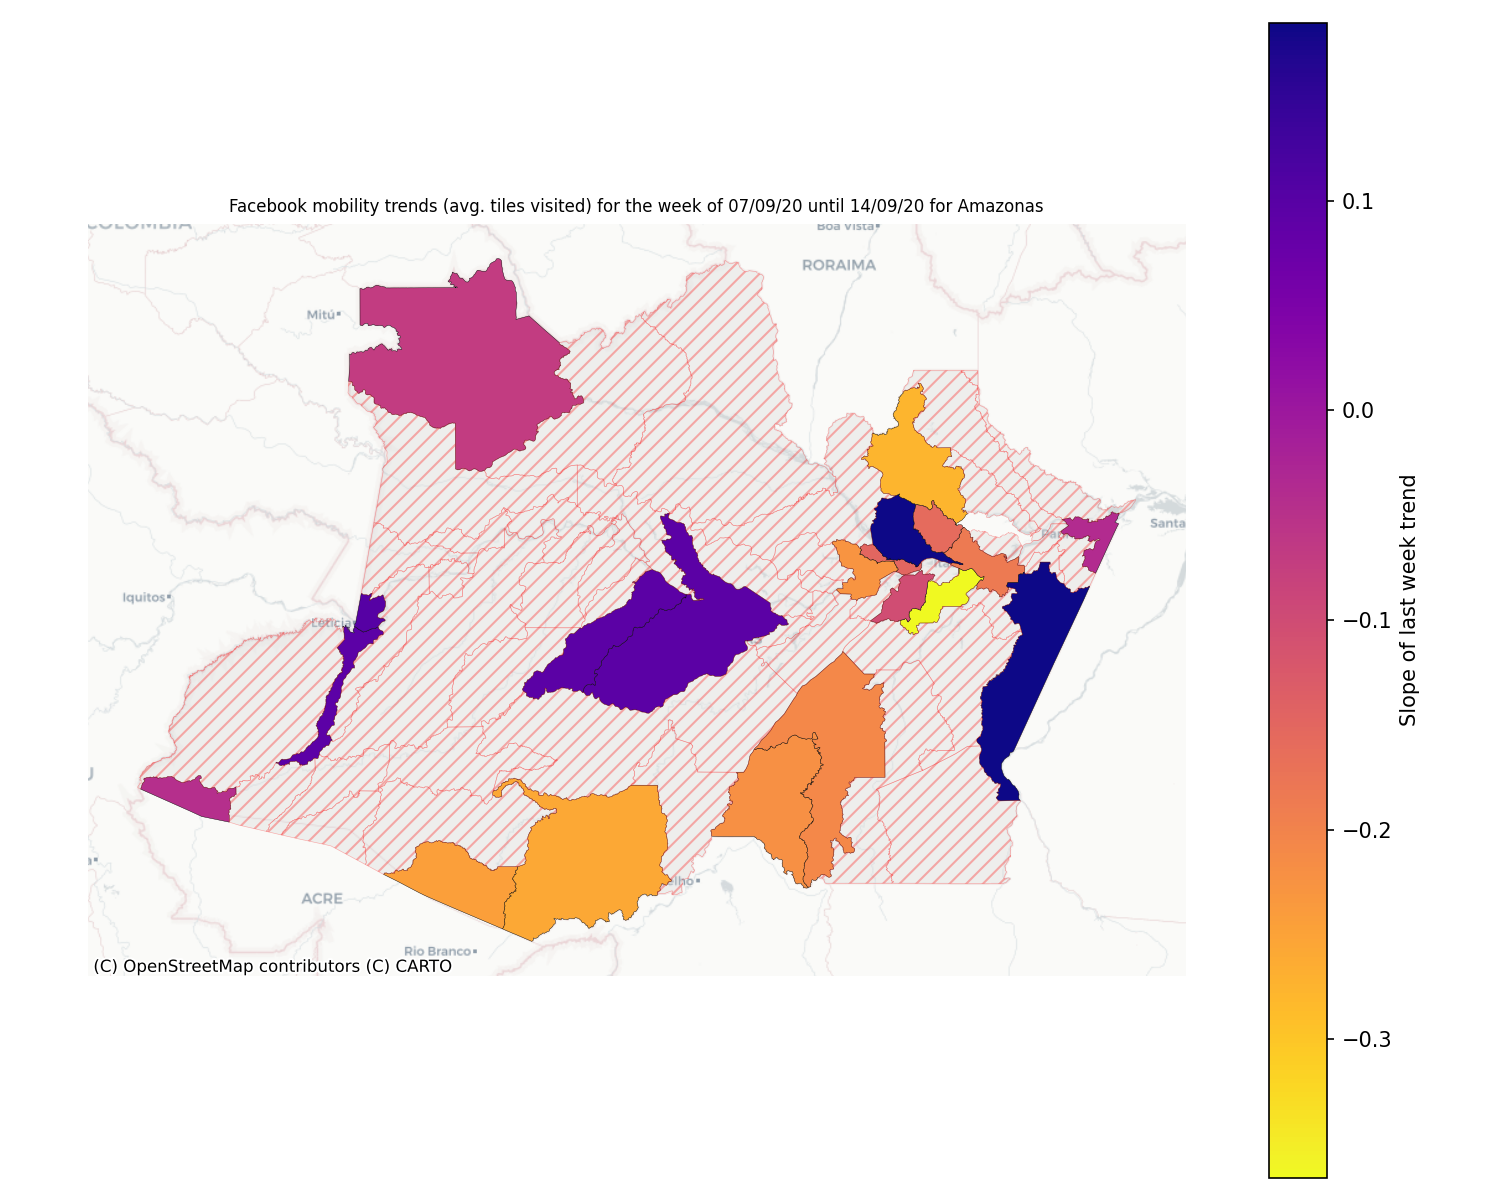 Facebook mobility trends (avg. tiles visited) for the week of 07/09/20 until 14/09/20 for Amazonas
COLOMBIA
Boa Vista
RORAIMA
Mitú
Iquitos
Leticia
Santa
ACRE
Rio Branco
(C) OpenStreetMap contributors (C) CARTO
0.1
0.0
−0.1
−0.2
−0.3
Slope of last week trend